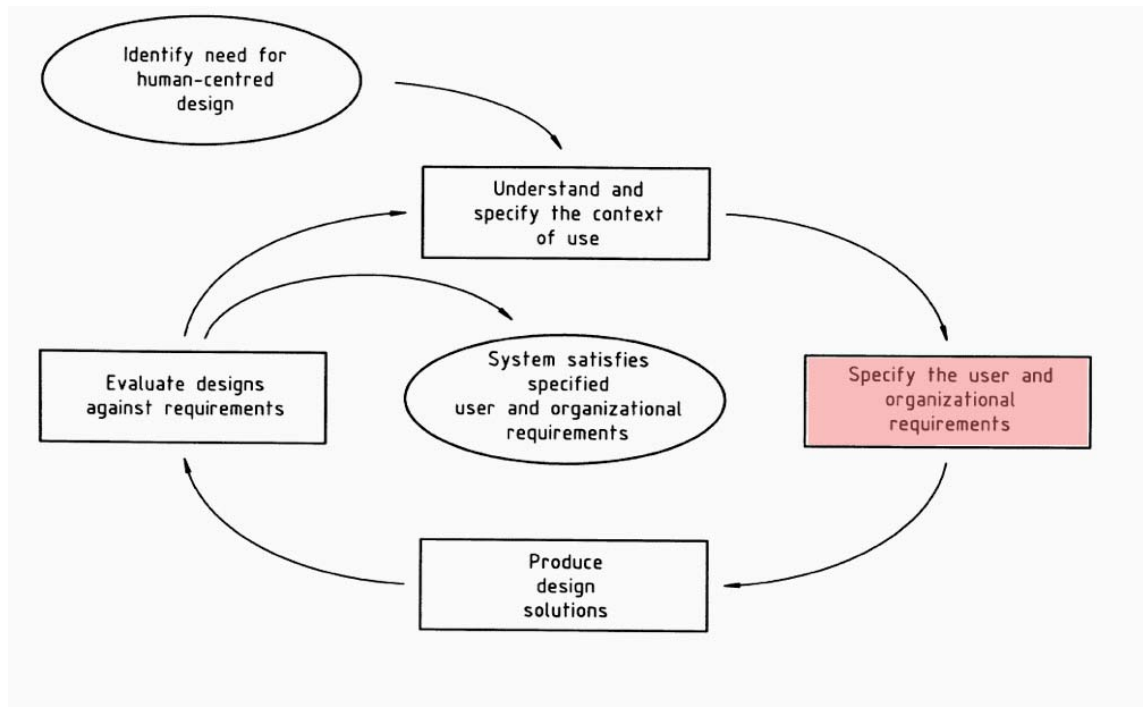 Identify need for
human-centred
design
Understand and
specify the context
of use
Evaluate designs
against requirements
System satisfies
specified
user and organizational
requirements
Specify the user and
organizational
requirements
Produce
design
solutions